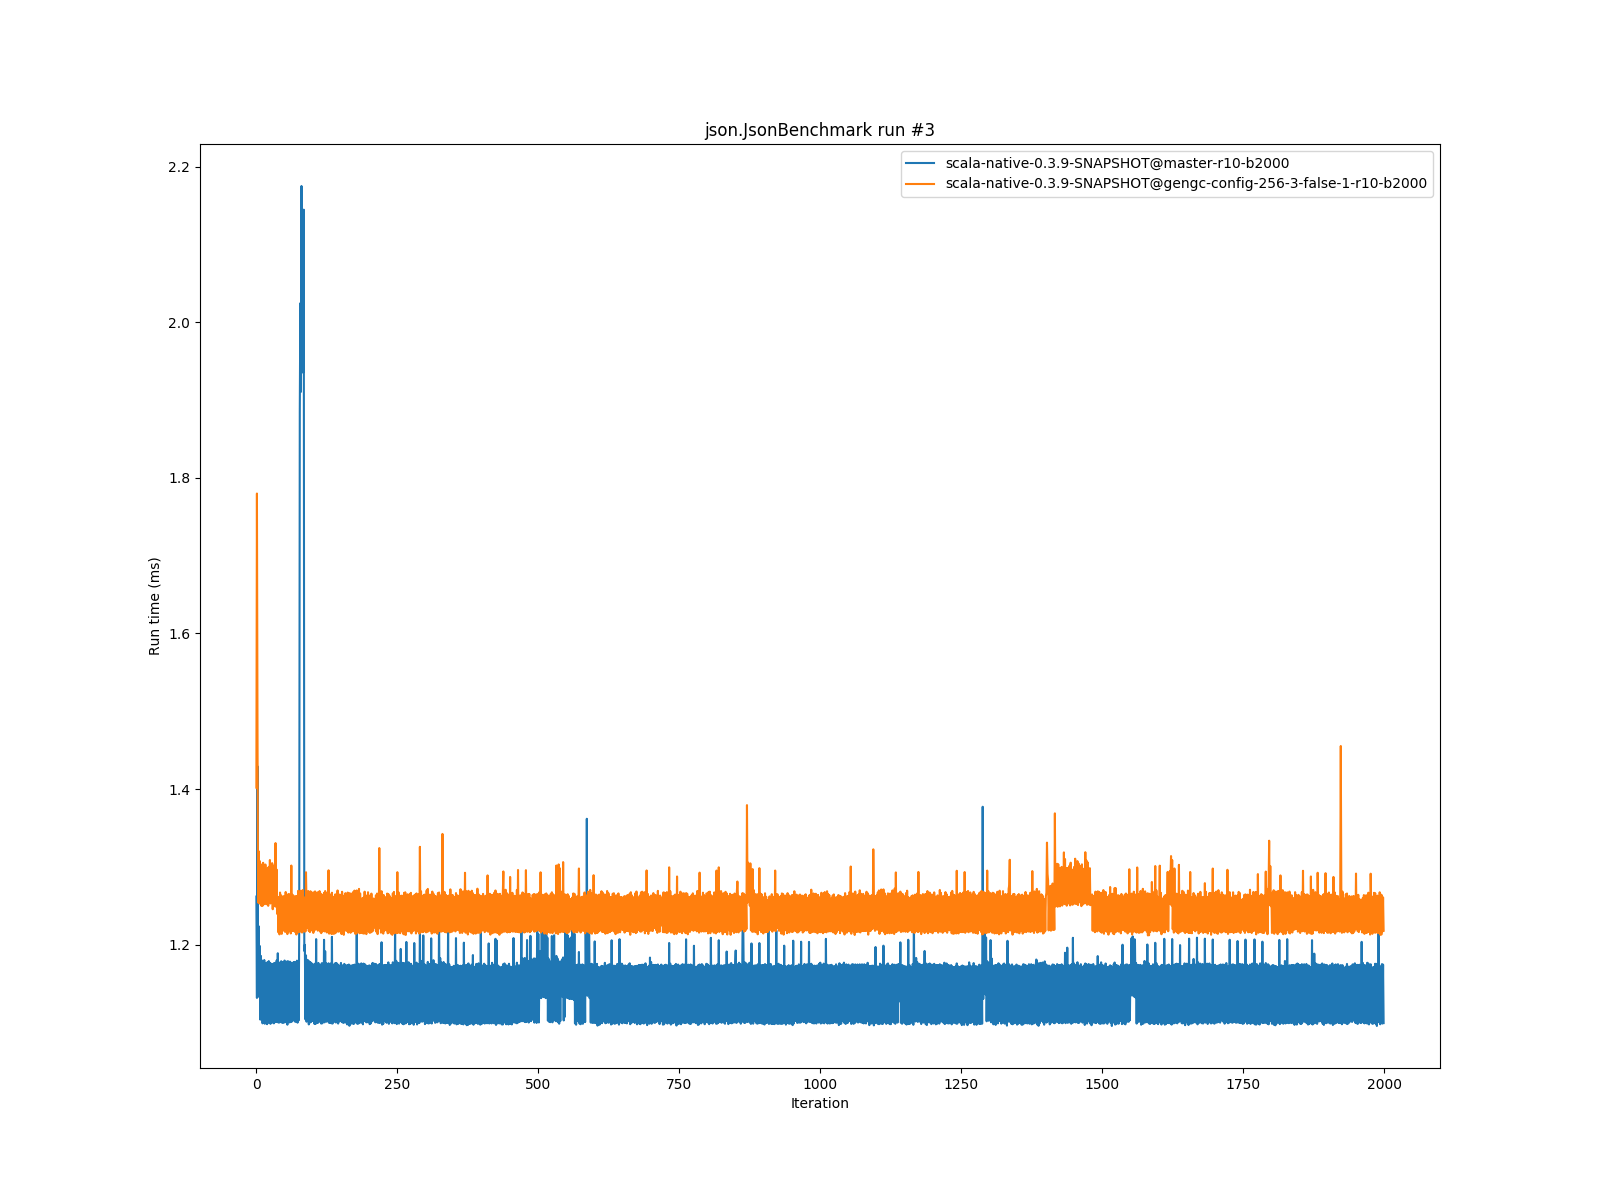 json.JsonBenchmark run #3
scala-native-0.3.9-SNAPSHOT@master-r10-b2000
scala-native-0.3.9-SNAPSHOT@gengc-config-256-3-false-1-r10-b2000
Run time (ms)
2.2
2.0
1.8
1.6
1.4
1.2
0 250 500 750 1000 1250 1500 1750 2000
Iteration